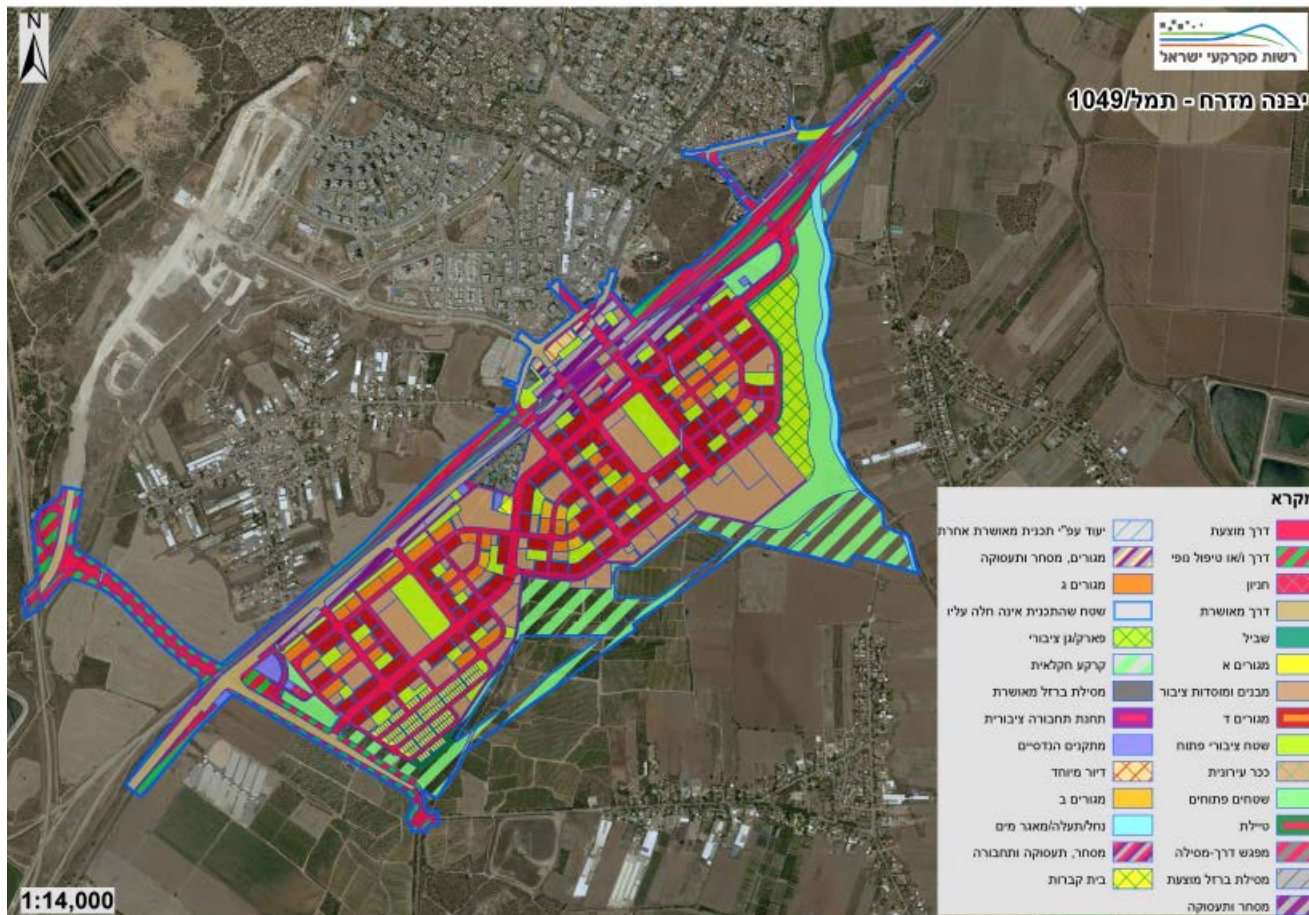 N
רשות מקרקעי ישראל
יבנה מזרח - תמל/1049
מקרא
דרך מוצעת
דרך ו/או טיפול נופי
חניון
דרך מאושרת
שביל
מגורים א
מבנים ומוסדות ציבור
מגורים ד
שטח ציבורי פתוח
ככר עירונית
שטחים פתוחים
טיילת
מפגש דרך-מסילה
מסילת ברזל מוצעת
מסחר ותעסוקה
יעוד עפ"י תכנית מאושרת אחרת
מגורים, מסחר ותעסוקה
מגורים ג
שטח שהתכנית אינה חלה עליו
פארק/גן ציבורי
קרקע חקלאית
מסילת ברזל מאושרת
תחנת תחבורה ציבורית
מתקנים הנדסיים
דיור מיוחד
מגורים ב
נחל/תעלה/מאגר מים
מסחר, תעסוקה ותחבורה
בית קברות
1:14,000